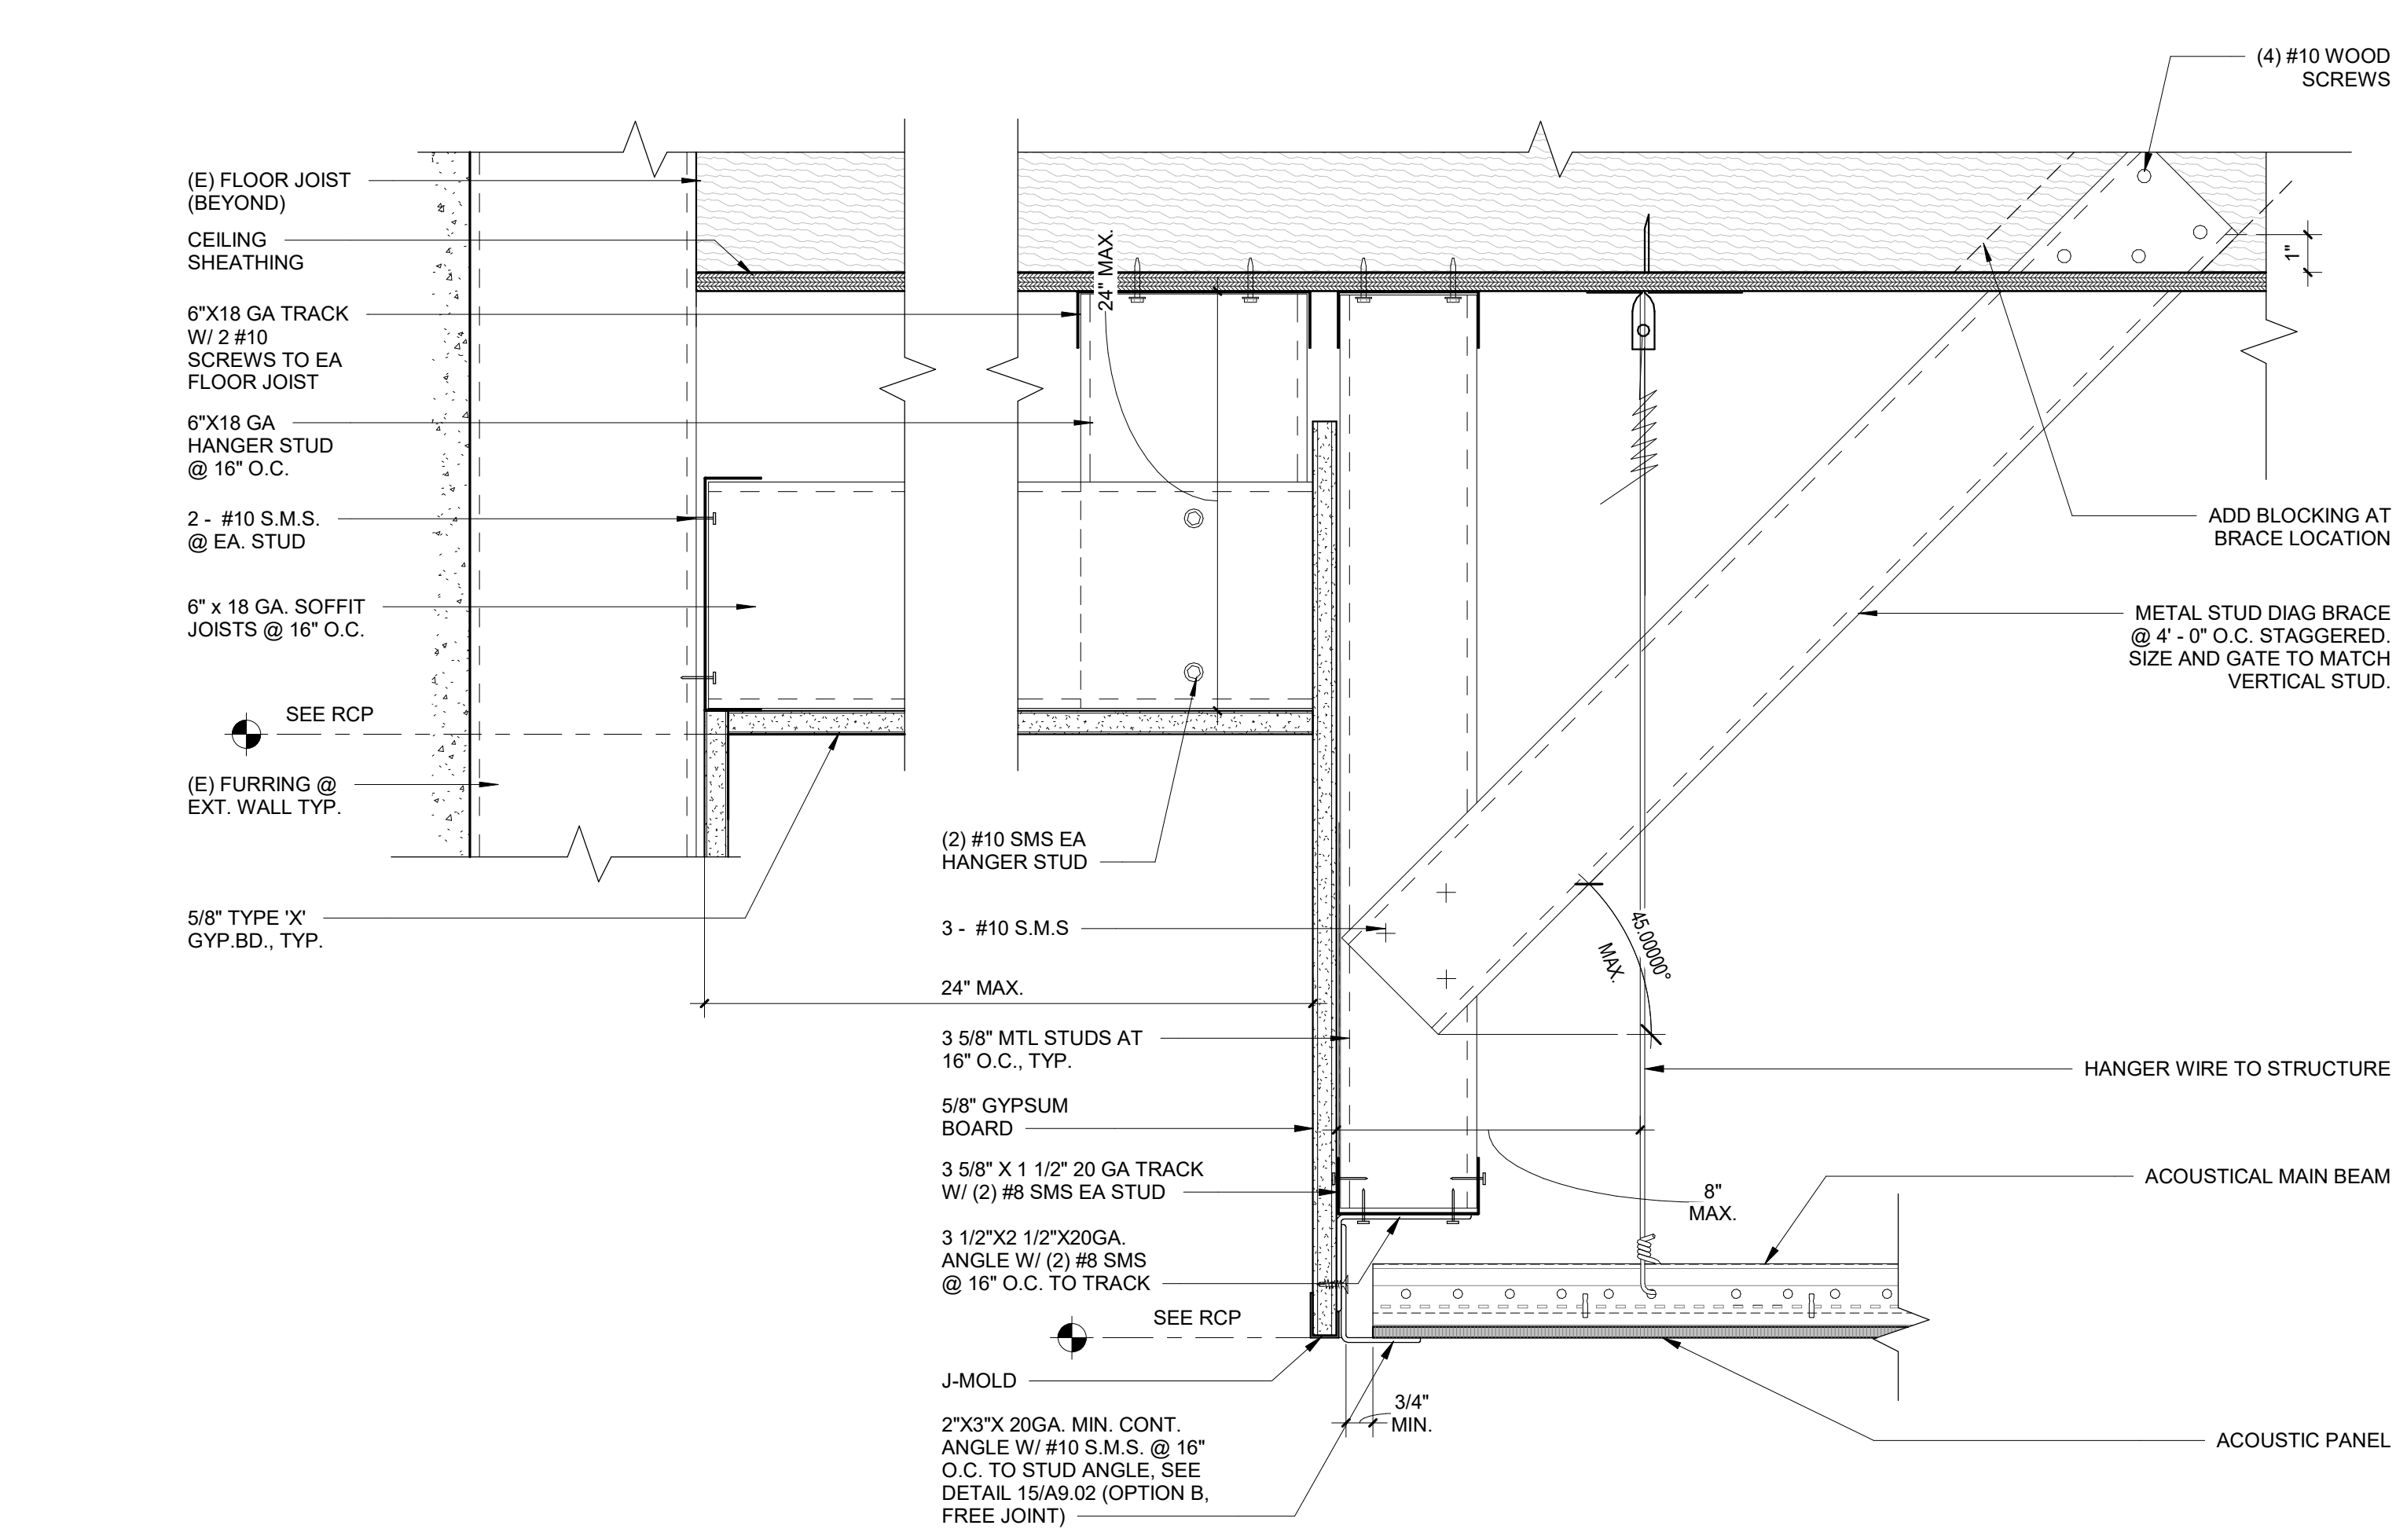 (4) #10 WOOD
SCREWS
(E) FLOOR JOIST
(BEYOND)
CEILING
SHEATHING
6"X18 GA TRACK
W/ 2 #10
SCREWS TO EA
FLOOR JOIST
6"X18 GA
HANGER STUD
@ 16" O.C.
2 - #10 S.M.S.
@ EA. STUD
6" x 18 GA. SOFFIT
JOISTS @ 16" O.C.
SEE RCP
(E) FURRING @
EXT. WALL TYP.
5/8" TYPE 'X'
GYP.BD., TYP.
24" MAX.
1"
ADD BLOCKING AT
BRACE LOCATION
METAL STUD DIAG BRACE
@ 4' - 0" O.C. STAGGERED.
SIZE AND GATE TO MATCH
VERTICAL STUD.
(2) #10 SMS EA
HANGER STUD
3 - #10 S.M.S
45.00000°
MAX.
24" MAX.
3 5/8" MTL STUDS AT
16" O.C., TYP.
HANGER WIRE TO STRUCTURE
5/8" GYPSUM
BOARD
3 5/8" X 1 1/2" 20 GA TRACK
W/ (2) #8 SMS EA STUD
8"
MAX.
ACOUSTICAL MAIN BEAM
3 1/2"X2 1/2"X20GA.
ANGLE W/ (2) #8 SMS
@ 16" O.C. TO TRACK
SEE RCP
J-MOLD
3/4"
MIN.
2"X3"X 20GA. MIN. CONT.
ANGLE W/ #10 S.M.S. @ 16"
O.C. TO STUD ANGLE, SEE
DETAIL 15/A9.02 (OPTION B,
FREE JOINT)
ACOUSTIC PANEL